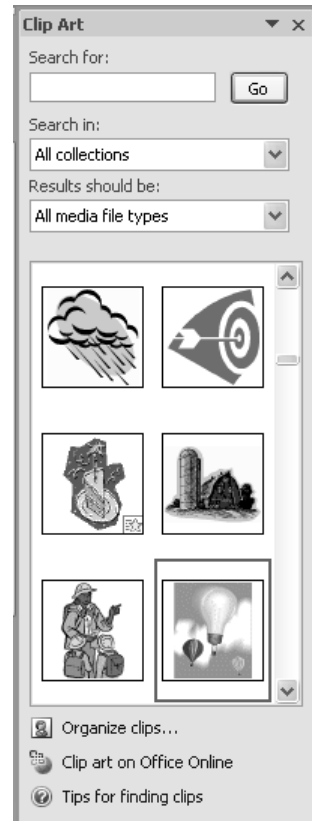 Clip Art
Search for:
Go
Search in:
All collections
Results should be:
All media file types
Organize clips...
Clip art on Office Online
Tips for finding clips